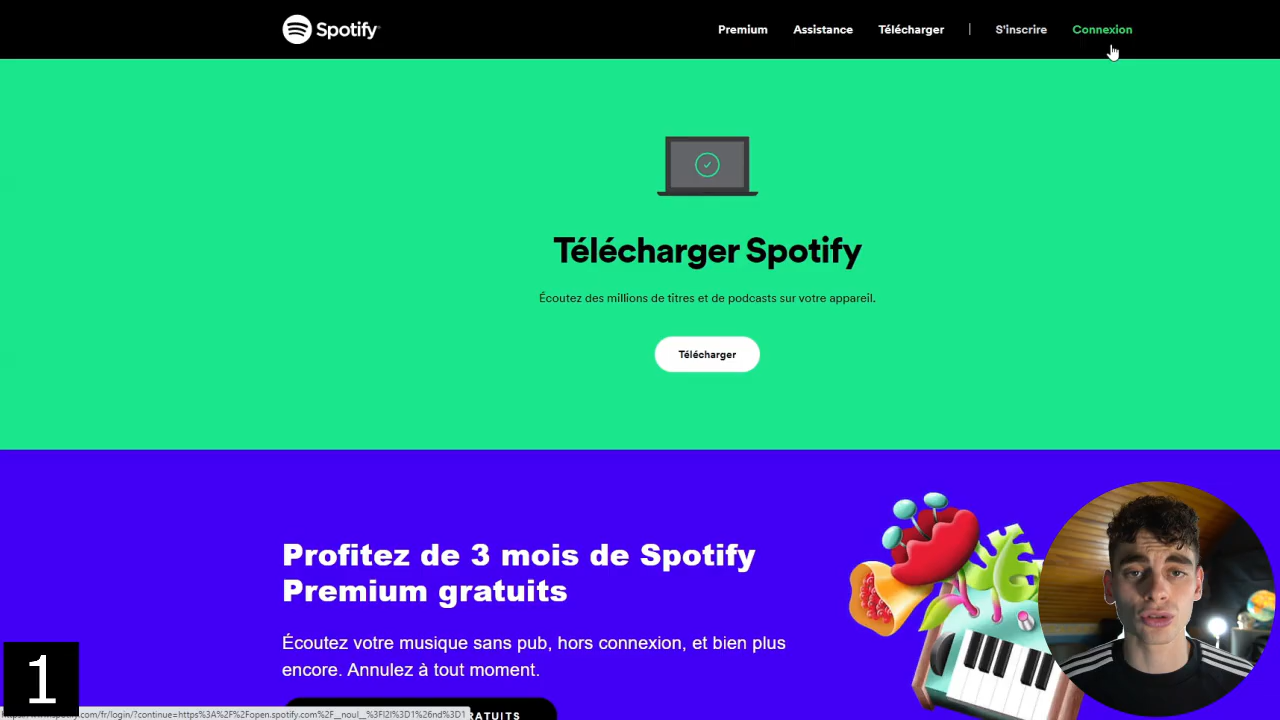 Spotify
Premium
Assistance
Télécharger
S'inscrire
Connexion
Télécharger Spotify
Écoutez des millions de titres et de podcasts sur votre appareil.
Télécharger
Profitez de 3 mois de Spotify
Premium gratuits
Écoutez votre musique sans pub, hors connexion, et bien plus
encore. Annulez à tout moment.
1